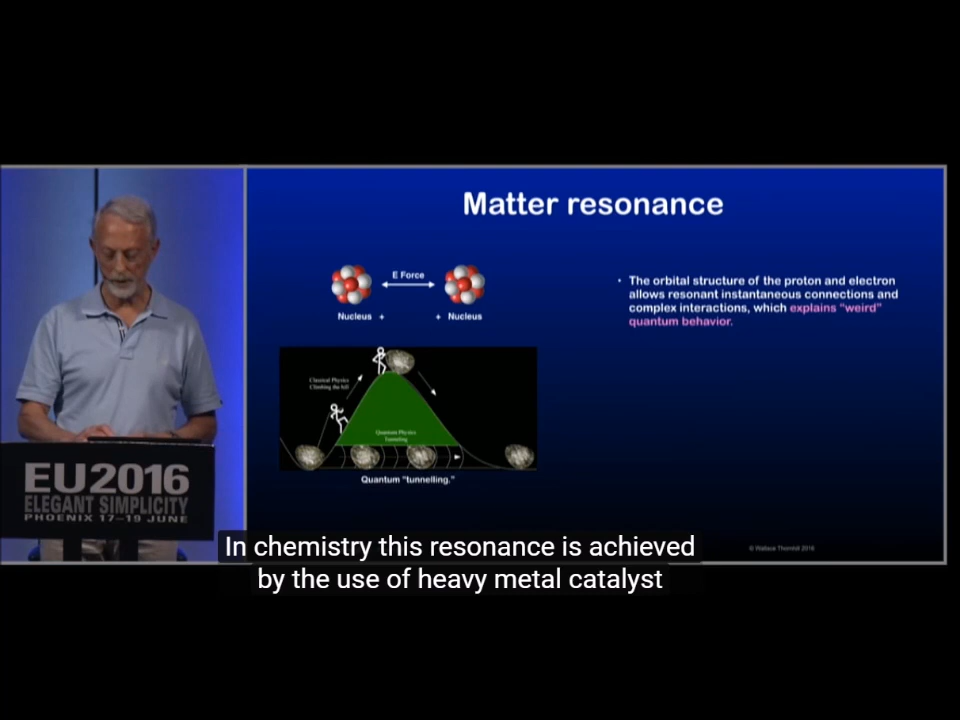 Matter resonance
E Force
Nucleus + + Nucleus
• The orbital structure of the proton and electron
allows resonant instantaneous connections and
complex interactions, which explains “weird”
quantum behavior.
Classical Physics
Climbing the hill
Quantum Physics
Tunneling
Quantum “tunnelling.”
EU2016
ELEGANT SIMPLICITY
PHOENIX 17–19 JUNE
© Wallace Thornhill 2016
In chemistry this resonance is achieved
by the use of heavy metal catalyst